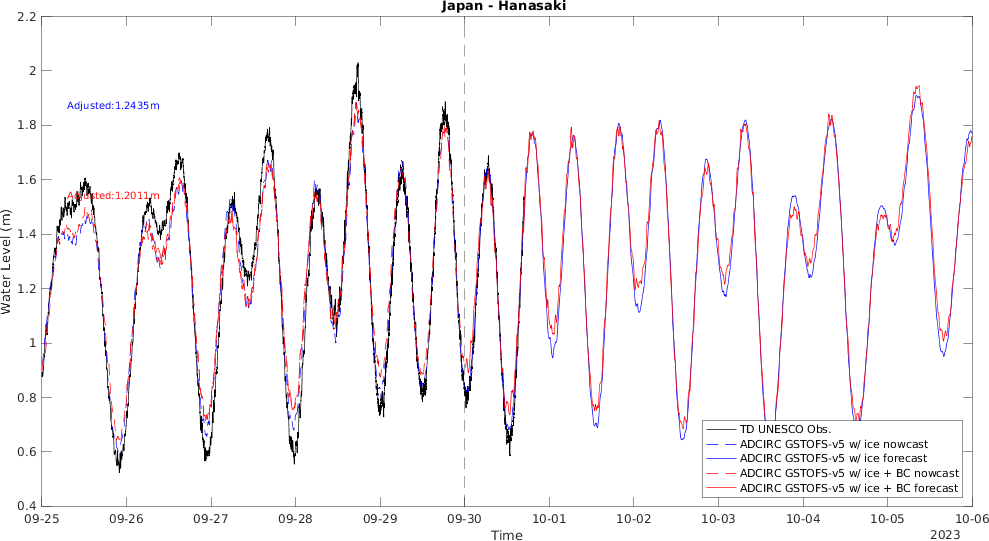 Japan - Hanasaki
2.2
2
1.8
1.6
1.4
1.2
1
0.8
0.6
0.4
Water Level (m)
Adjusted:1.2435m
Adjusted:1.2011m
TD UNESCO Obs.
ADCIRC GSTOFS-v5 w/ ice nowcast
ADCIRC GSTOFS-v5 w/ ice forecast
ADCIRC GSTOFS-v5 w/ ice + BC nowcast
ADCIRC GSTOFS-v5 w/ ice + BC forecast
09-25 09-26 09-27 09-28 09-29 09-30 10-01 10-02 10-03 10-04 10-05 10-06
Time
2023